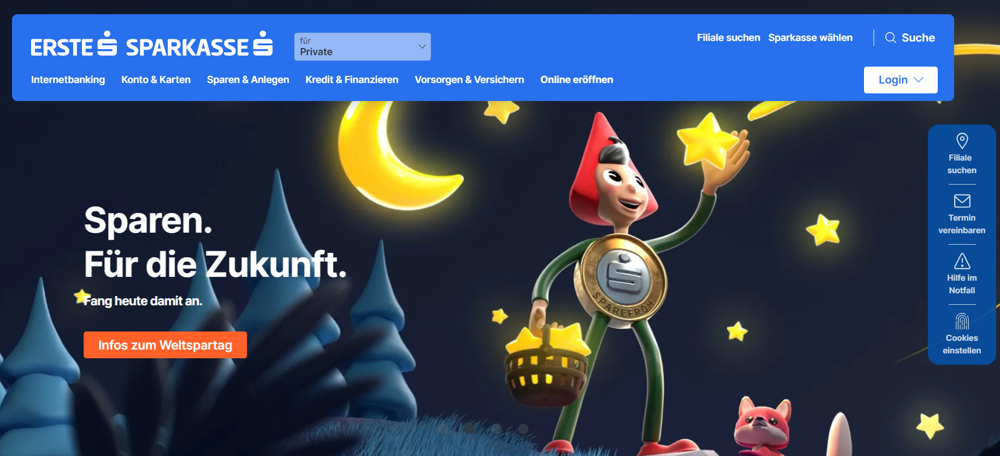 ERSTE SPARKASSE
für
Private
Filiale suchen
Sparkasse wählen
Suche
Internetbanking
Konto & Karten
Sparen & Anlegen
Kredit & Finanzieren
Vorsorgen & Versichern
Online eröffnen
Login
Sparen.
Für die Zukunft.
Fang heute damit an.
Infos zum Weltspartag
SPAREFROH
Filiale
suchen
Termin
vereinbaren
Hilfe im
Notfall
Cookies
einstellen